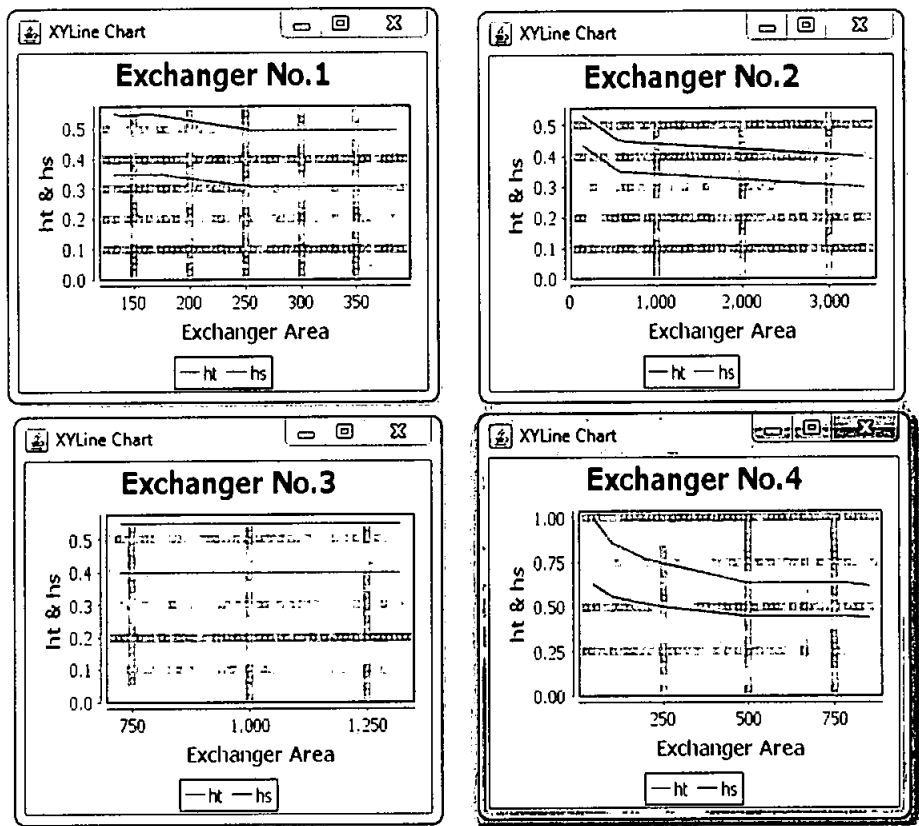 XYLine Chart
Exchanger No.1
0.5
0.4
0.3
0.2
0.1
0.0
ht & hs
150 200 250 300 350
Exchanger Area
ht hs
XYLine Chart
Exchanger No.2
0.5
0.4
0.3
0.2
0.1
0.0
ht & hs
0 1,000 2,000 3,000
Exchanger Area
ht hs
XYLine Chart
Exchanger No.3
0.5
0.4
0.3
0.2
0.1
0.0
ht & hs
750 1,000 1,250
Exchanger Area
ht hs
XYLine Chart
Exchanger No.4
1.00
0.75
0.50
0.25
0.00
ht & hs
250 500 750
Exchanger Area
ht hs